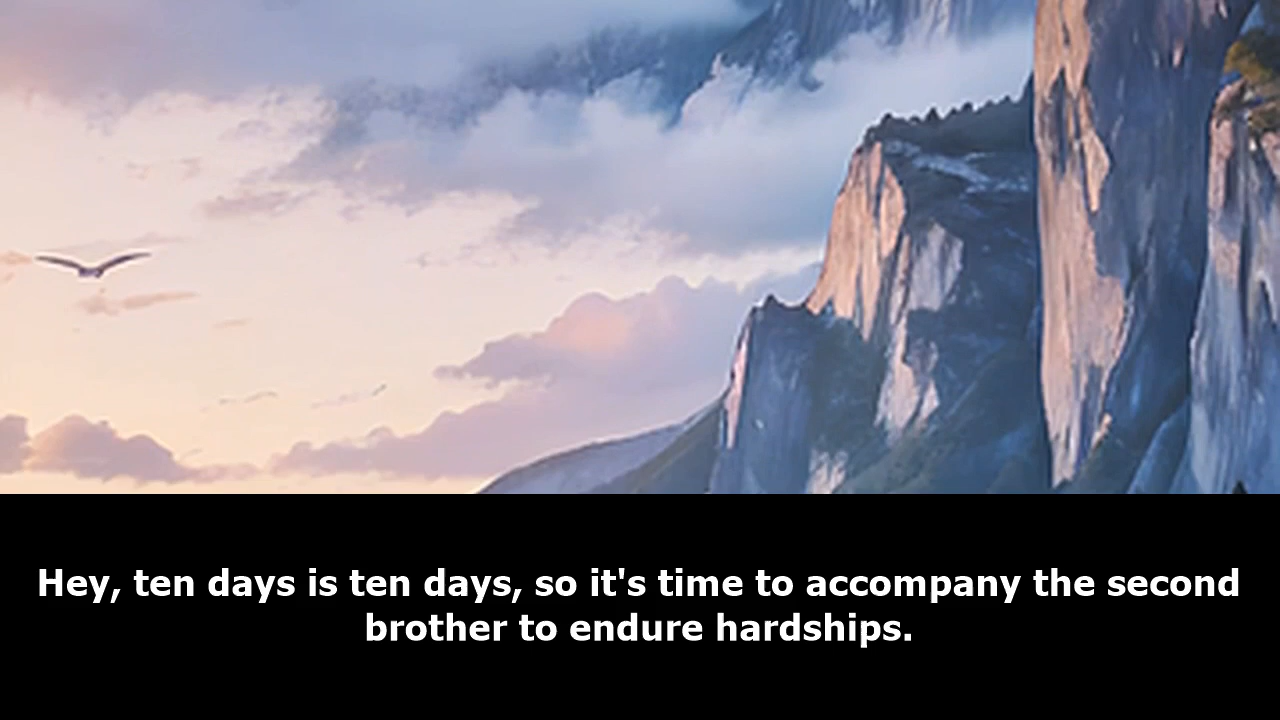 Hey, ten days is ten days, so it's time to accompany the second
brother to endure hardships.